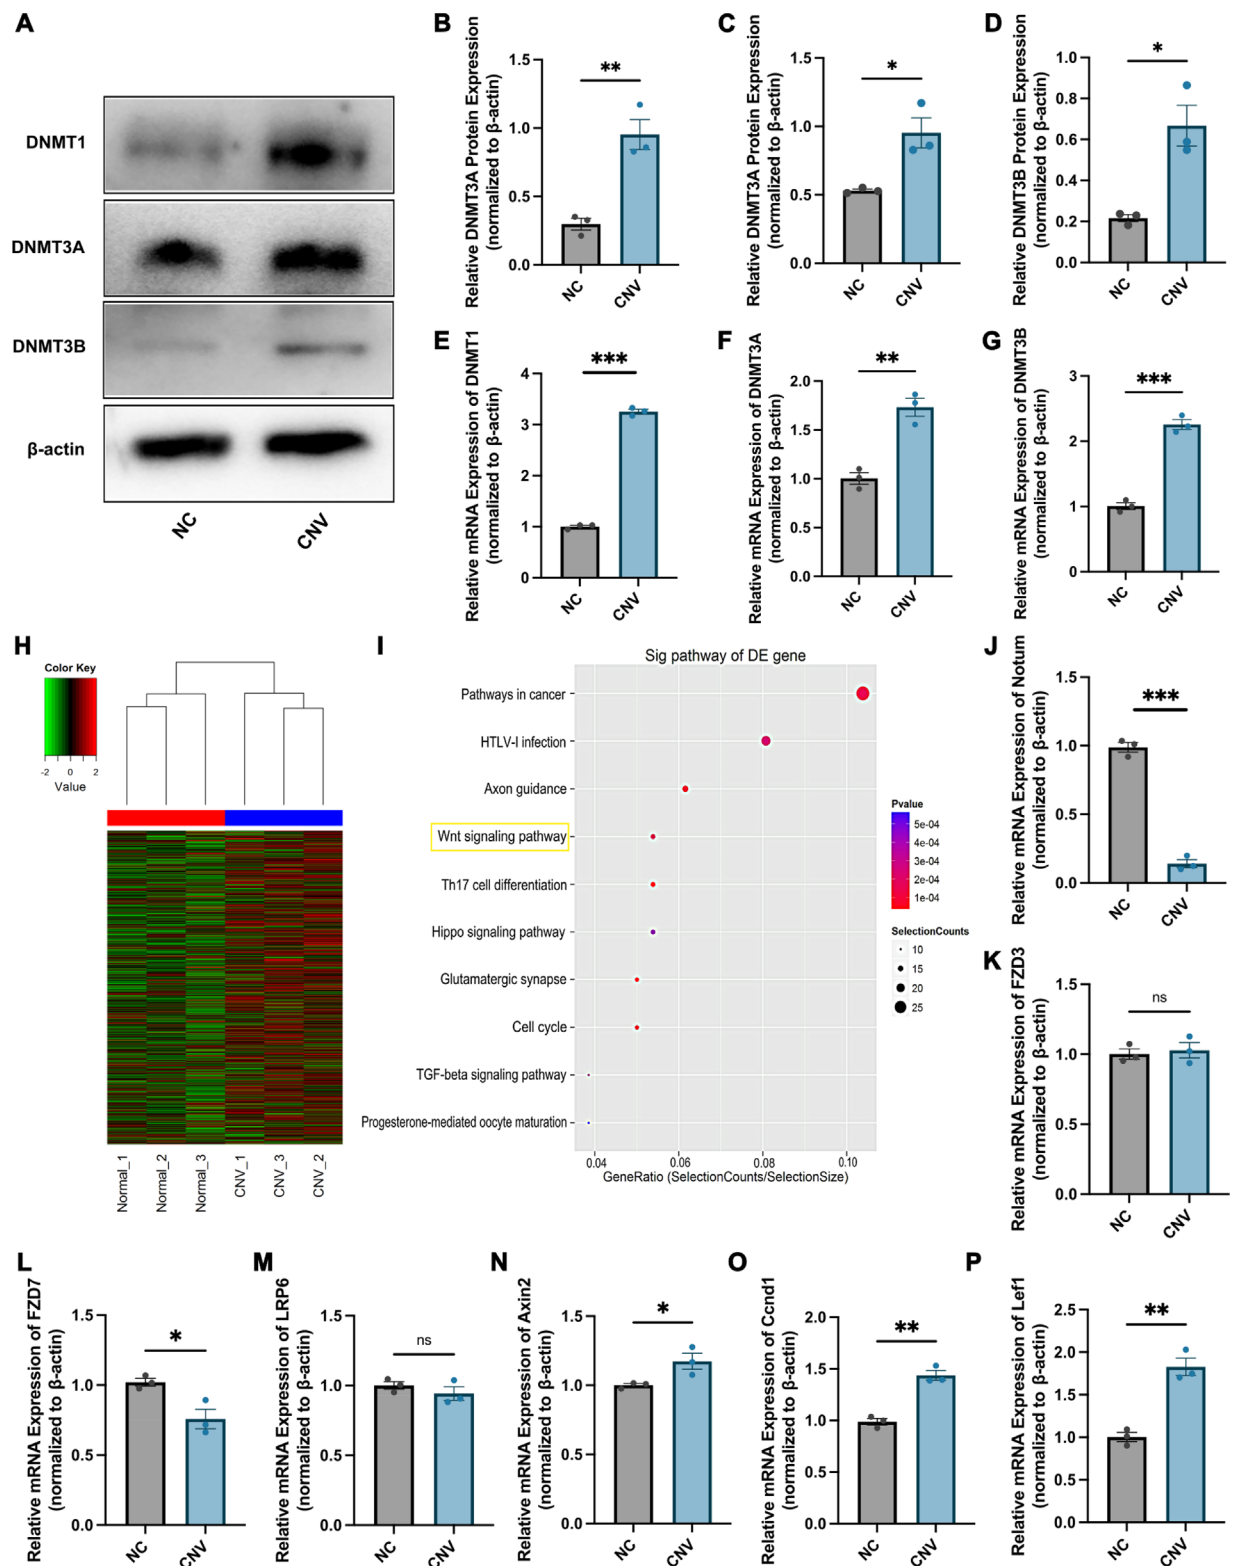 A
DNMT1
DNMT3A
DNMT3B
β-actin
NC
CNV
B
Relative DNMT3A Protein Expression
(normalized to β-actin)
1.5
1.0
0.5
0.0
**
NC
CNV
C
Relative DNMT3A Protein Expression
(normalized to β-actin)
1.5
1.0
0.5
0.0
*
NC
CNV
D
Relative DNMT3B Protein Expression
(normalized to β-actin)
1.0
0.8
0.6
0.4
0.2
0.0
*
NC
CNV
E
Relative mRNA Expression of DNMT1
(normalized to β-actin)
4
3
2
1
0
***
NC
CNV
F
Relative mRNA Expression of DNMT3A
(normalized to β-actin)
2.0
1.5
1.0
0.5
0.0
**
NC
CNV
G
Relative mRNA Expression of DNMT3B
(normalized to β-actin)
3
2
1
0
***
NC
CNV
H
Color Key
-2 0 2
Value
Normal_1
Normal_2
Normal_3
CNV_1
CNV_3
CNV_2
I
Sig pathway of DE gene
Pathways in cancer
HTLV-I infection
Axon guidance
Wnt signaling pathway
Th17 cell differentiation
Hippo signaling pathway
Glutamatergic synapse
Cell cycle
TGF-beta signaling pathway
Progesterone-mediated oocyte maturation
0.04 0.06 0.08 0.10
GeneRatio (SelectionCounts/SelectionSize)
Pvalue
5e-04
4e-04
3e-04
2e-04
1e-04
SelectionCounts
10
15
20
25
J
Relative mRNA Expression of Notum
(normalized to β-actin)
1.5
1.0
0.5
0.0
***
NC
CNV
K
Relative mRNA Expression of FZD3
(normalized to β-actin)
1.5
1.0
0.5
0.0
ns
NC
CNV
L
Relative mRNA Expression of FZD7
(normalized to β-actin)
1.5
1.0
0.5
0.0
*
NC
CNV
M
Relative mRNA Expression of LRP6
(normalized to β-actin)
1.5
1.0
0.5
0.0
ns
NC
CNV
N
Relative mRNA Expression of Axin2
(normalized to β-actin)
1.5
1.0
0.5
0.0
*
NC
CNV
O
Relative mRNA Expression of Ccnd1
(normalized to β-actin)
2.0
1.5
1.0
0.5
0.0
**
NC
CNV
P
Relative mRNA Expression of Lef1
(normalized to β-actin)
2.5
2.0
1.5
1.0
0.5
0.0
**
NC
CNV